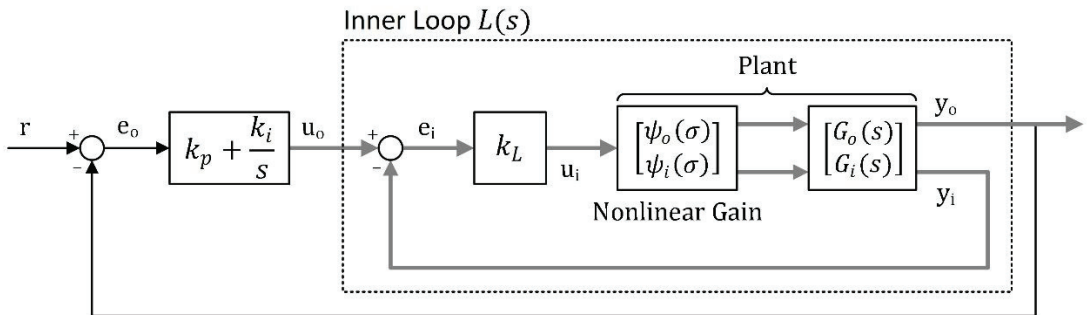 Inner Loop L(s)
Plant
r
+
−
e_o
k_p + k_i/s
u_o
+
−
e_i
k_L
u_i
[ψ_o(σ)
ψ_i(σ)]
Nonlinear Gain
[G_o(s)
G_i(s)]
y_o
y_i